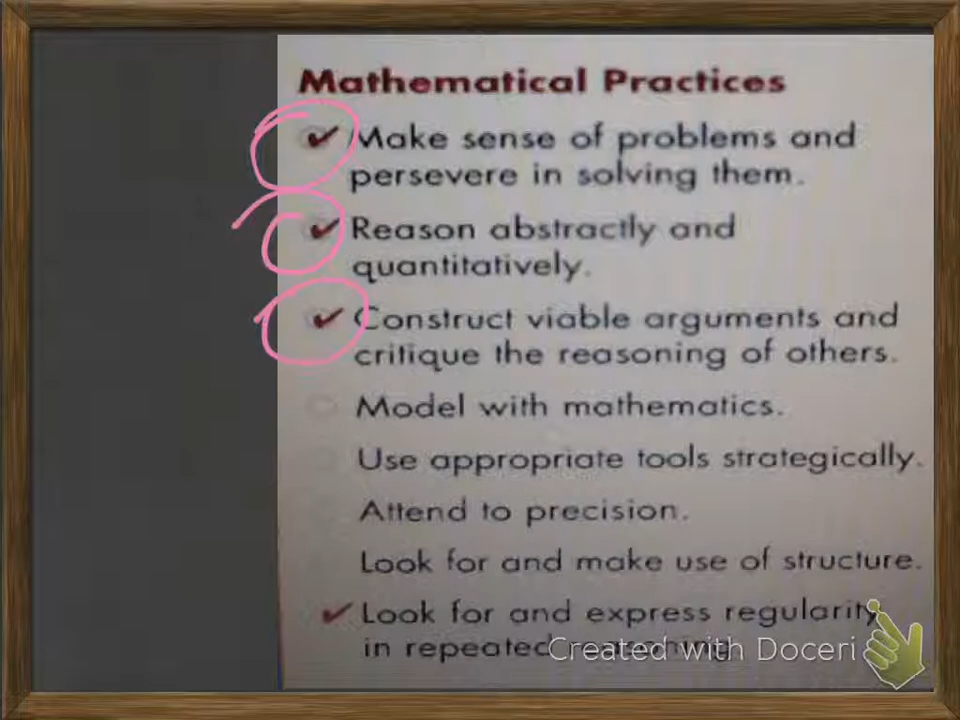 Mathematical Practices
✔ Make sense of problems and
persevere in solving them.
✔ Reason abstractly and
quantitatively.
✔ Construct viable arguments and
critique the reasoning of others.
Model with mathematics.
Use appropriate tools strategically.
Attend to precision.
Look for and make use of structure.
✔ Look for and express regularity
in repeated
Created with Doceri